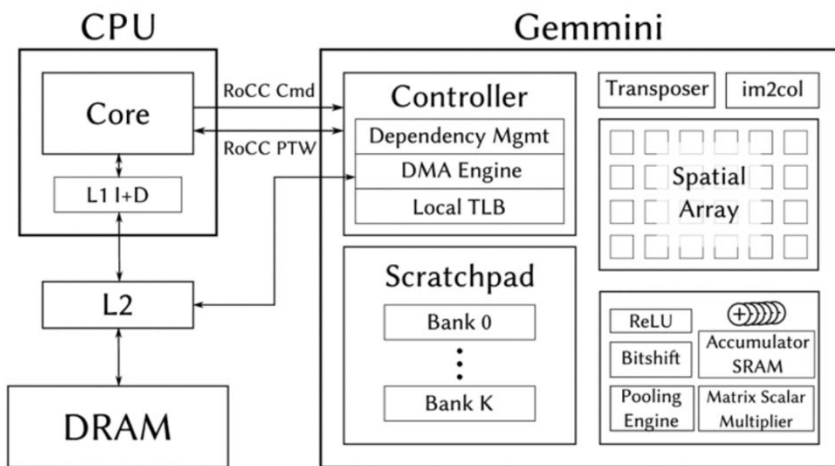 CPU
Gemmini
Core
L1 I+D
RoCC Cmd
RoCC PTW
L2
DRAM
Controller
Dependency Mgmt
DMA Engine
Local TLB
Scratchpad
Bank 0
Bank K
Transposer
im2col
Spatial
Array
ReLU
Bitshift
Accumulator
SRAM
Pooling
Engine
Matrix Scalar
Multiplier